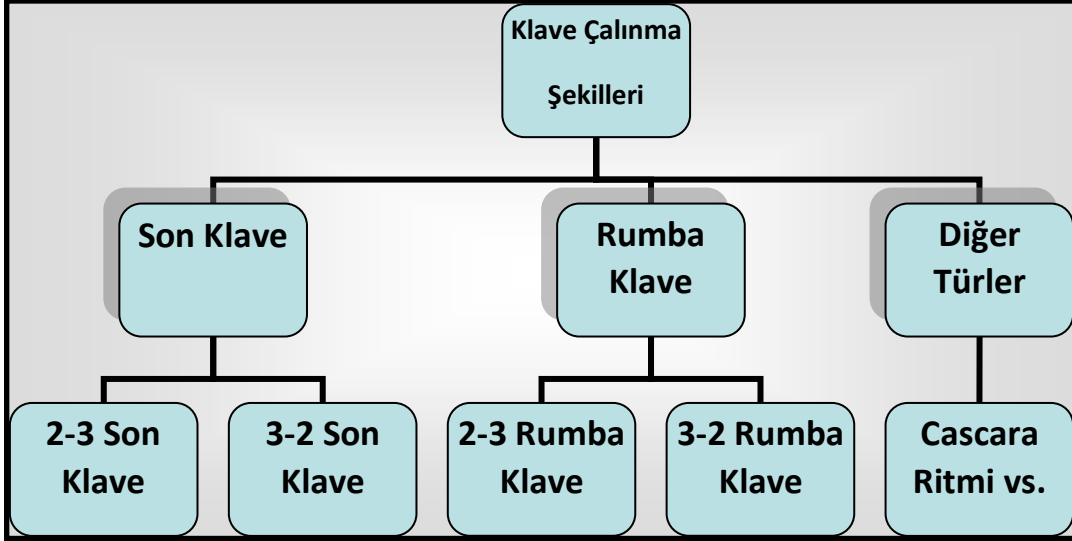 Klave Çalınma
Şekilleri
Son Klave
Rumba
Klave
Diğer
Türler
2-3 Son
Klave
3-2 Son
Klave
2-3 Rumba
Klave
3-2 Rumba
Klave
Cascara
Ritmi vs.